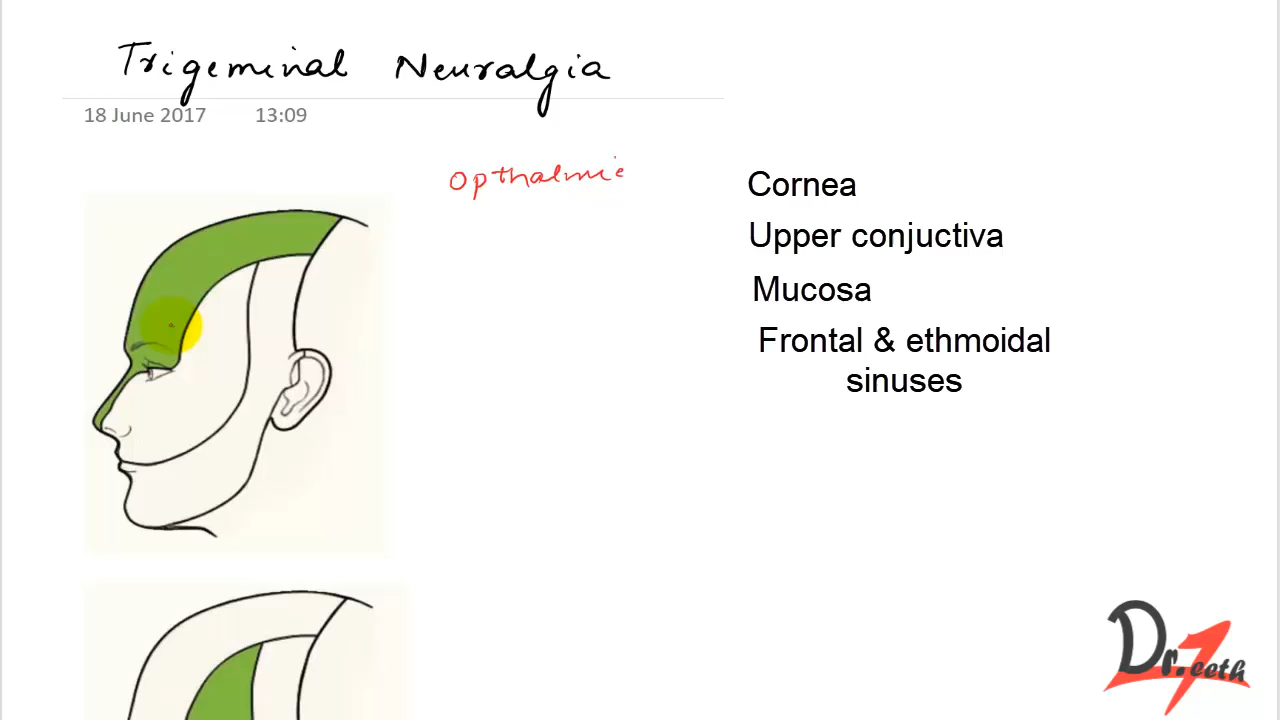 Trigeminal Neuralgia
18 June 2017 13:09
Opthalmic
Cornea
Upper conjuctiva
Mucosa
Frontal & ethmoidal
sinuses
Dr. Teeth